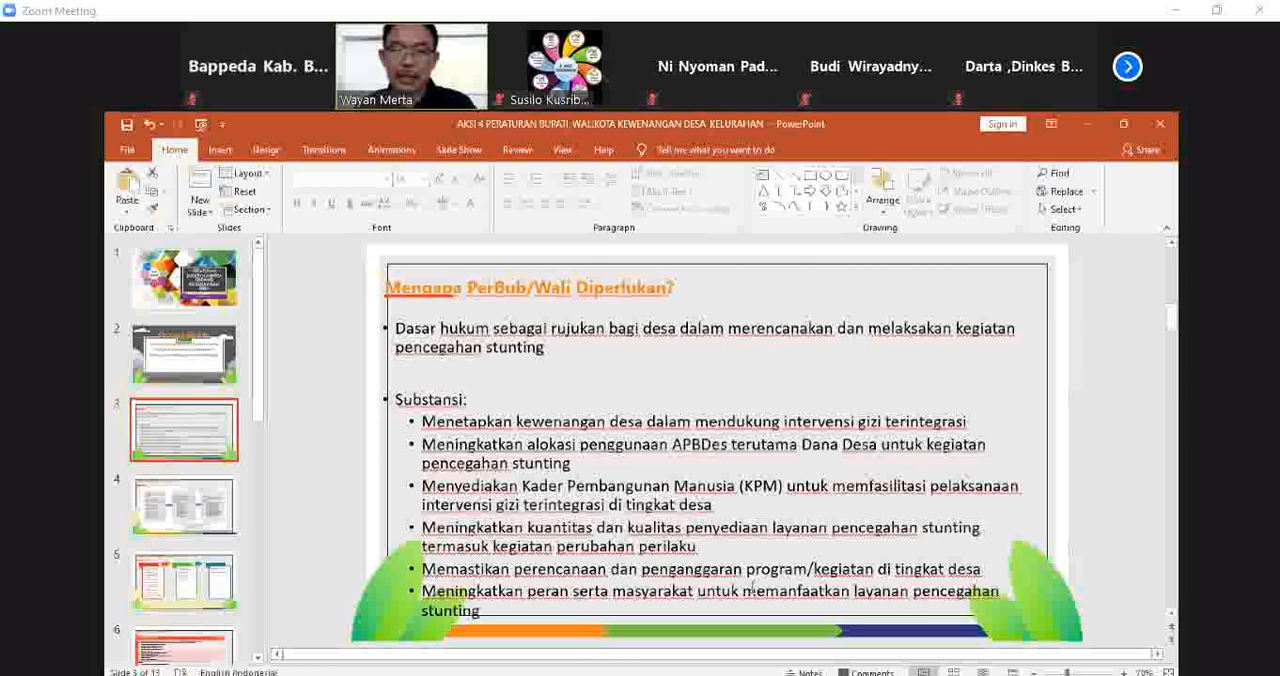 Zoom Meeting
Bappeda Kab. B...
Wayan Merta
Susilo Kusrib...
Ni Nyoman Pad...
Budi Wirayadny...
Darta ,Dinkes B...
AKSI 4 PERATURAN BUPATI, WALIKOTA KEWENANGAN DESA KELURAHAN — PowerPoint
Sign in
File Home Insert Design Transitions Animations Slide Show Review View Help Tell me what you want to do Share
Paste
New
Slide
Layout
Reset
Section
Arrange
Find
Replace
Select
Clipboard Slides Font Paragraph Drawing Editing
1
2
3
4
5
6
Mengapa PerBub/Wali Diperlukan?
• Dasar hukum sebagai rujukan bagi desa dalam merencanakan dan melaksakan kegiatan
pencegahan stunting
• Substansi:
• Menetapkan kewenangan desa dalam mendukung intervensi gizi terintegrasi
• Meningkatkan alokasi penggunaan APBDes terutama Dana Desa untuk kegiatan
pencegahan stunting
• Menyediakan Kader Pembangunan Manusia (KPM) untuk memfasilitasi pelaksanaan
intervensi gizi terintegrasi di tingkat desa
• Meningkatkan kuantitas dan kualitas penyediaan layanan pencegahan stunting
termasuk kegiatan perubahan perilaku
• Memastikan perencanaan dan penganggaran program/kegiatan di tingkat desa
• Meningkatkan peran serta masyarakat untuk memanfaatkan layanan pencegahan
stunting
Slide 3 of 13 English Indonesia Notes Comments 70%